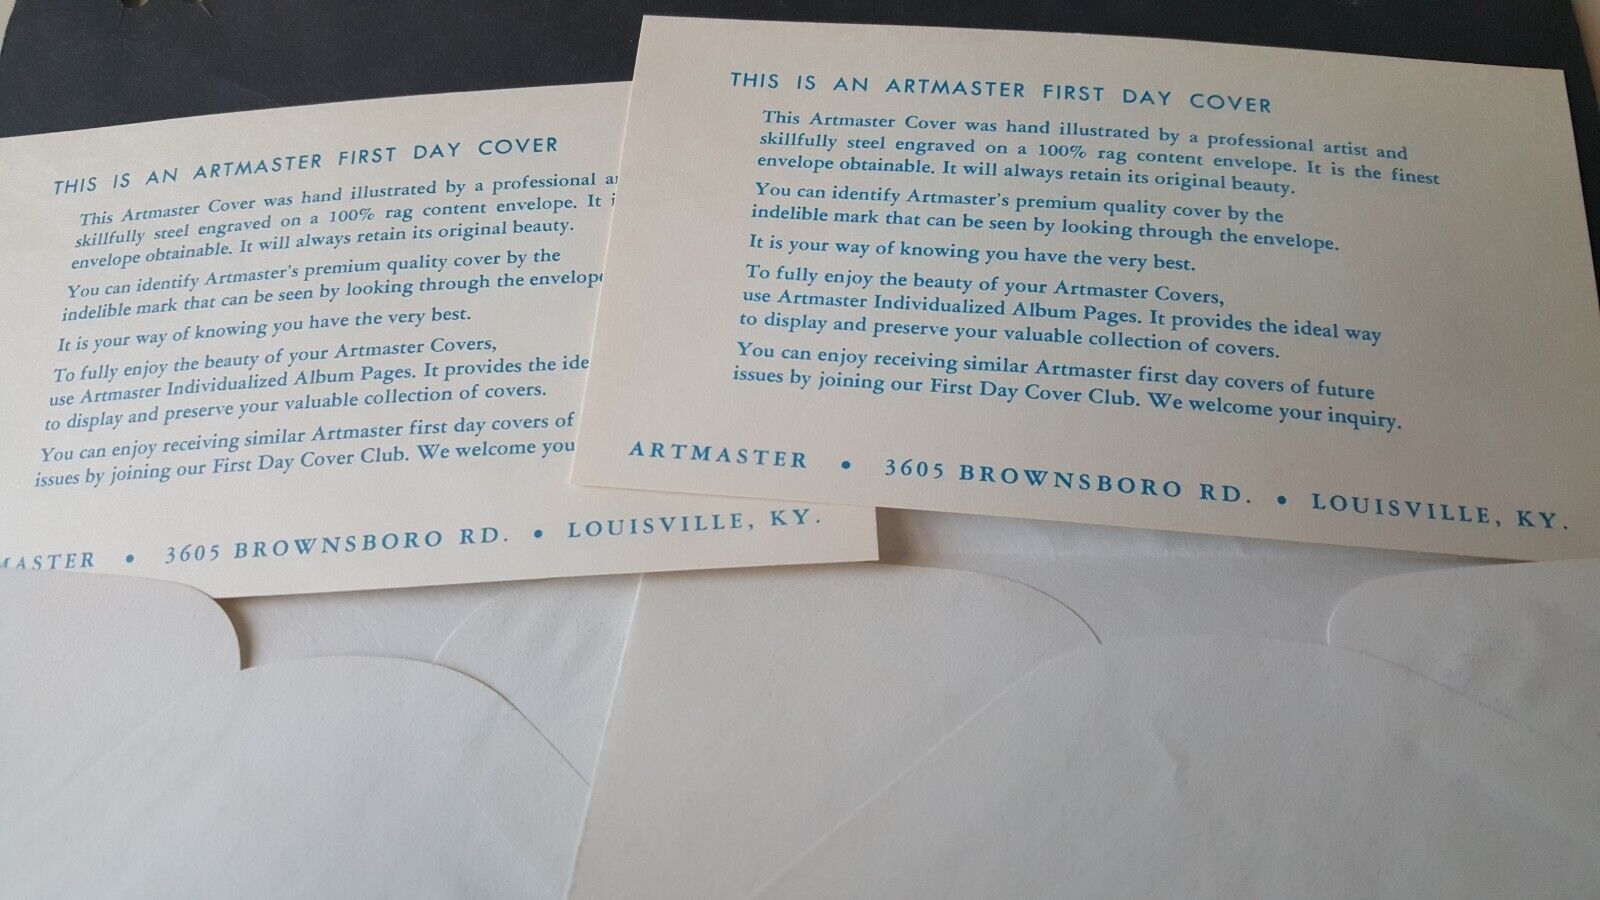 THIS IS AN ARTMASTER FIRST DAY COVER
This Artmaster Cover was hand illustrated by a professional
skillfully steel engraved on a 100% rag content envelope. It
envelope obtainable. It will always retain its original beauty.
You can identify Artmaster's premium quality cover by the
indelible mark that can be seen by looking through the
It is your way of knowing you have the very best.
To fully enjoy the beauty of your Artmaster Covers,
use Artmaster Individualized Album Pages. It provides the
to display and preserve your valuable collection of covers.
You can enjoy receiving similar Artmaster first day covers of
issues by joining our First Day Cover Club. We welcome
MASTER • 3605 BROWNSBORO RD. • LOUISVILLE, KY.
THIS IS AN ARTMASTER FIRST DAY COVER
This Artmaster Cover was hand illustrated by a professional artist and
skillfully steel engraved on a 100% rag content envelope. It is the finest
envelope obtainable. It will always retain its original beauty.
You can identify Artmaster's premium quality cover by the
indelible mark that can be seen by looking through the envelope.
It is your way of knowing you have the very best.
To fully enjoy the beauty of your Artmaster Covers,
use Artmaster Individualized Album Pages. It provides the ideal way
to display and preserve your valuable collection of covers.
You can enjoy receiving similar Artmaster first day covers of future
issues by joining our First Day Cover Club. We welcome your inquiry.
ARTMASTER • 3605 BROWNSBORO RD. • LOUISVILLE, KY.